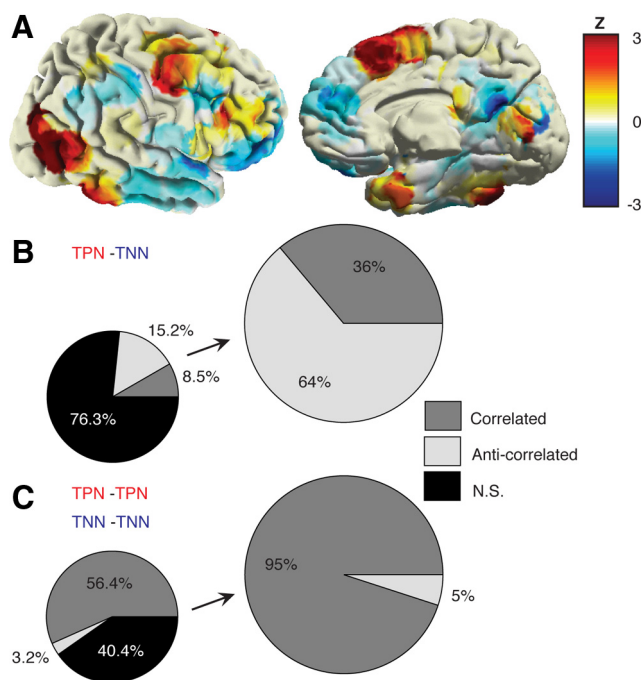 A
Z
3
0
-3
B
TPN -TNN
36%
15.2%
8.5%
64%
76.3%
Correlated
Anti-correlated
N.S.
C
TPN -TPN
TNN -TNN
95%
56.4%
5%
3.2%
40.4%